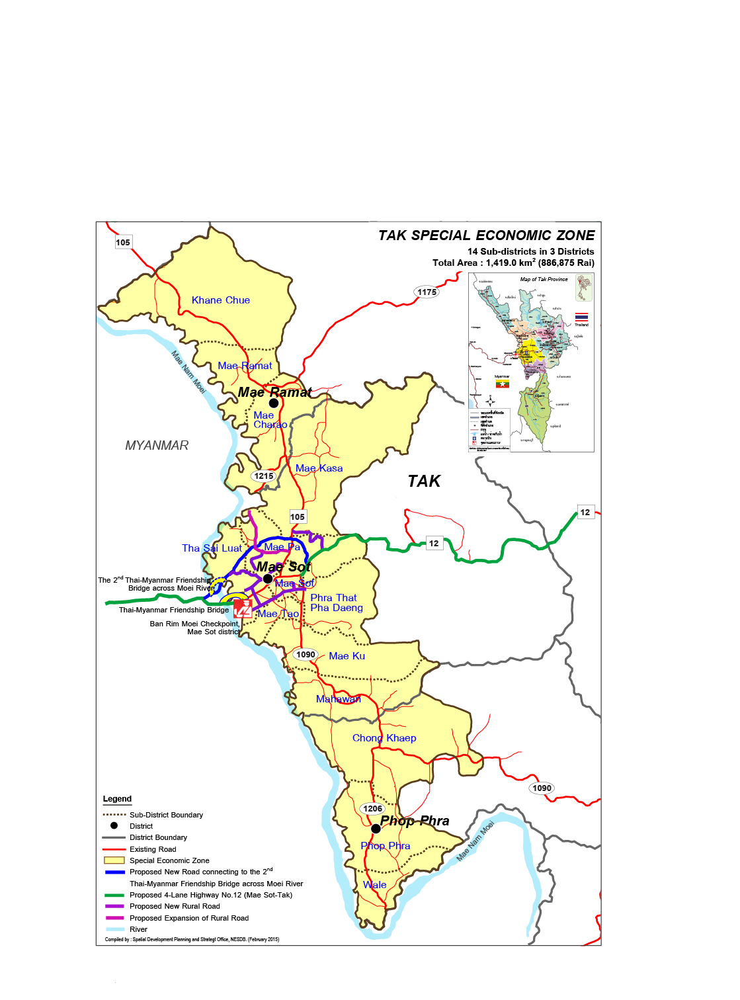 TAK SPECIAL ECONOMIC ZONE
14 Sub-districts in 3 Districts
Total Area : 1,419.0 km2 (886,875 Rai)
105
1175
Map of Tak Province
Thailand
Myanmar
Khane Chue
Mae Nam Moei
Mae Ramat
Mae Ramat
Mae
Charao
MYANMAR
1215
Mae Kasa
TAK
105
12
12
Tha Sai Luat
Mae Pa
Mae Sot
Mae Sot
The 2nd Thai-Myanmar Friendship
Bridge across Moei River
Phra That
Pha Daeng
Thai-Myanmar Friendship Bridge
Mae Tao
Ban Rim Moei Checkpoint,
Mae Sot district
1090
Mae Ku
Mahawan
Chong Khaep
1090
1206
Phop Phra
Mae Nam Moei
Phop Phra
Wale
Legend
Sub-District Boundary
District
District Boundary
Existing Road
Special Economic Zone
Proposed New Road connecting to the 2nd
Thai-Myanmar Friendship Bridge across Moei River
Proposed 4-Lane Highway No.12 (Mae Sot-Tak)
Proposed New Rural Road
Proposed Expansion of Rural Road
River
Compiled by : Spatial Development Planning and Strategt Office, NESDB. (February 2015)